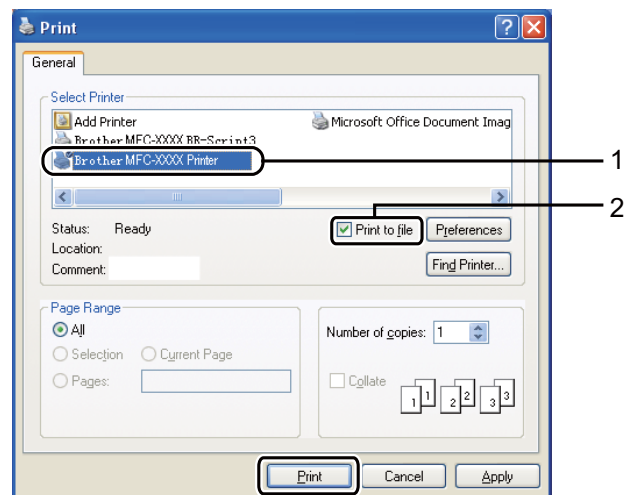 Print
General
Select Printer
Add Printer
Microsoft Office Document Imag
Brother MFC-XXXX BR-Script3
Brother MFC-XXXX Printer
1
2
Status: Ready
Print to file
Preferences
Location:
Comment:
Find Printer...
Page Range
All
Number of copies: 1
Selection
Current Page
Pages:
Collate
1 1 2 2 3 3
Print
Cancel
Apply